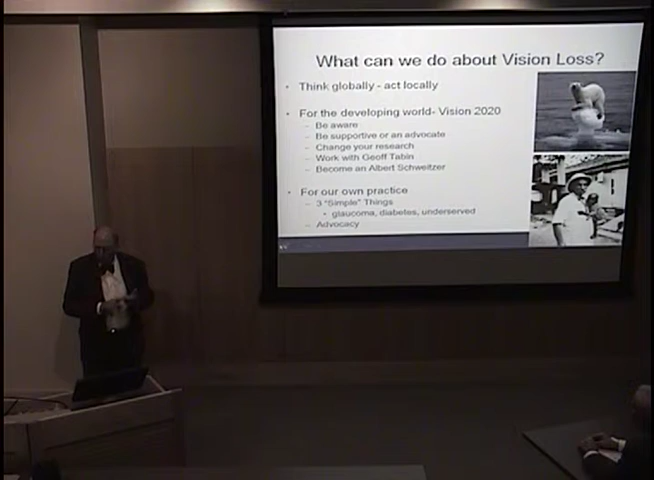 What can we do about Vision Loss?
• Think globally - act locally
• For the developing world- Vision 2020
– Be aware
– Be supportive or an advocate
– Change your research
– Work with Geoff Tabin
– Become an Albert Schweitzer
• For our own practice
– 3 "Simple" Things
• glaucoma, diabetes, underserved
– Advocacy